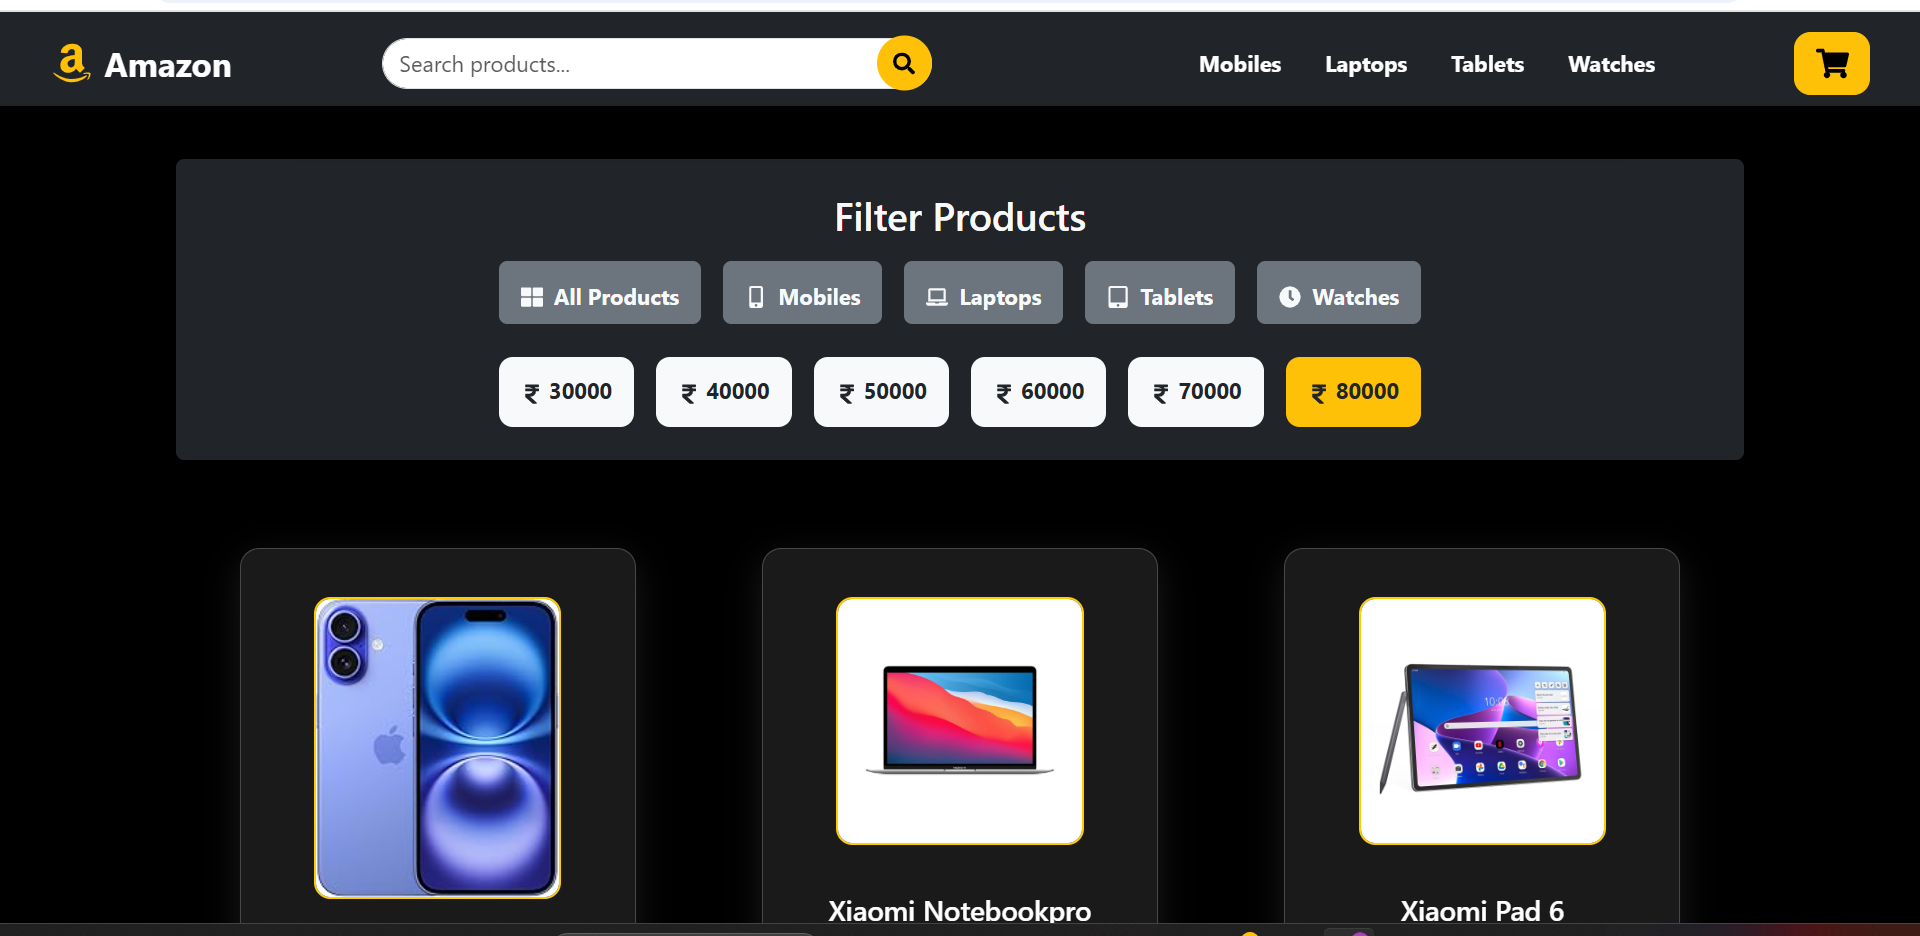 Amazon
Search products...
Mobiles Laptops Tablets Watches
Filter Products
All Products Mobiles Laptops Tablets Watches
₹ 30000 ₹ 40000 ₹ 50000 ₹ 60000 ₹ 70000 ₹ 80000
Xiaomi Notebookpro
Xiaomi Pad 6